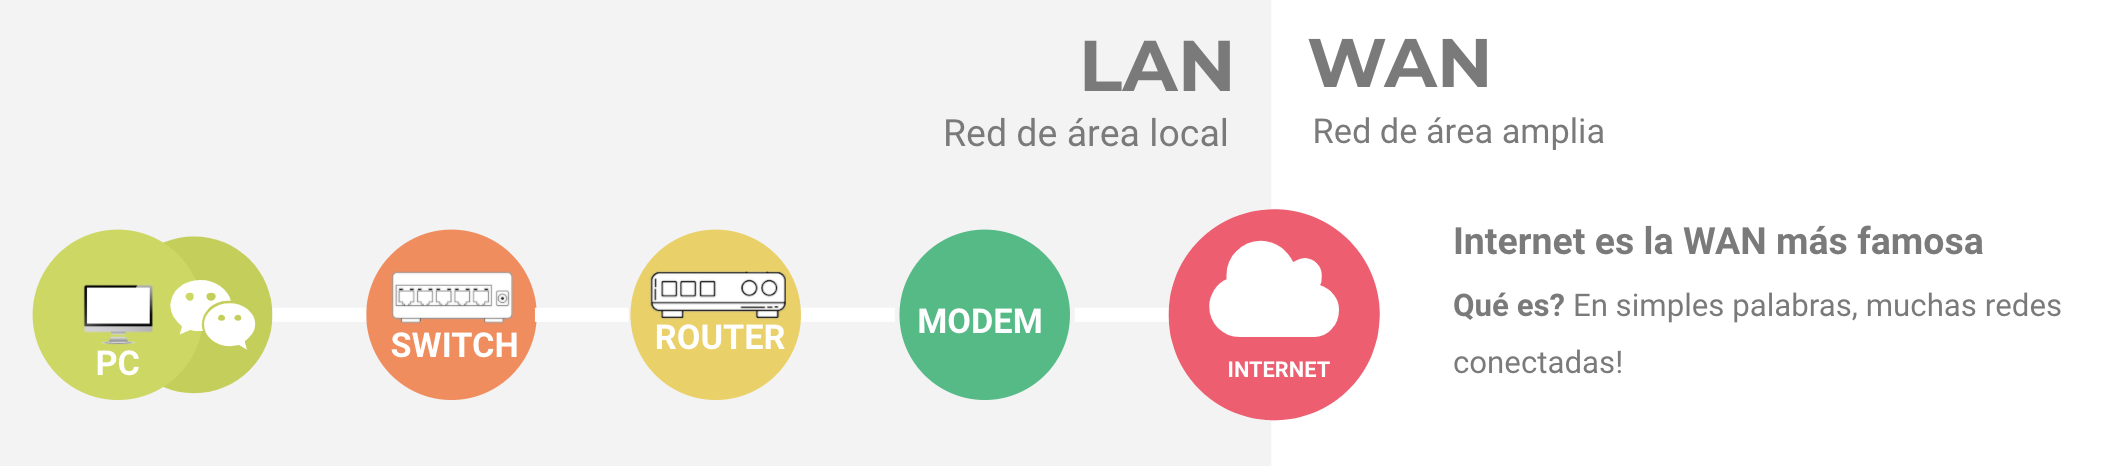 LAN
Red de área local
WAN
Red de área amplia
PC
SWITCH
ROUTER
MODEM
INTERNET
Internet es la WAN más famosa
Qué es? En simples palabras, muchas redes
conectadas!